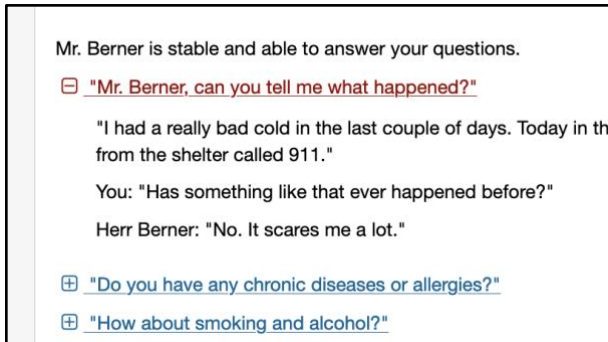 Mr. Berner is stable and able to answer your questions.
"Mr. Berner, can you tell me what happened?"
"I had a really bad cold in the last couple of days. Today in th
from the shelter called 911."
You: "Has something like that ever happened before?"
Herr Berner: "No. It scares me a lot."
"Do you have any chronic diseases or allergies?"
"How about smoking and alcohol?"